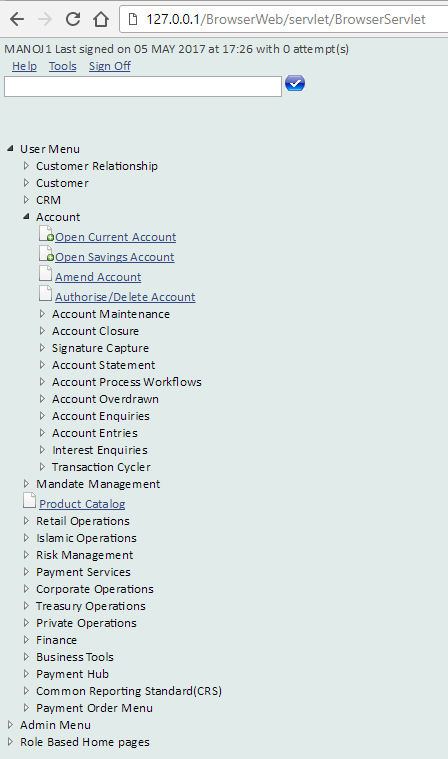 127.0.0.1/BrowserWeb/servlet/BrowserServlet
MANOJ1 Last signed on 05 MAY 2017 at 17:26 with 0 attempt(s)
Help Tools Sign Off
User Menu
Customer Relationship
Customer
CRM
Account
Open Current Account
Open Savings Account
Amend Account
Authorise/Delete Account
Account Maintenance
Account Closure
Signature Capture
Account Statement
Account Process Workflows
Account Overdrawn
Account Enquiries
Account Entries
Interest Enquiries
Transaction Cycler
Mandate Management
Product Catalog
Retail Operations
Islamic Operations
Risk Management
Payment Services
Corporate Operations
Treasury Operations
Private Operations
Finance
Business Tools
Payment Hub
Common Reporting Standard(CRS)
Payment Order Menu
Admin Menu
Role Based Home pages